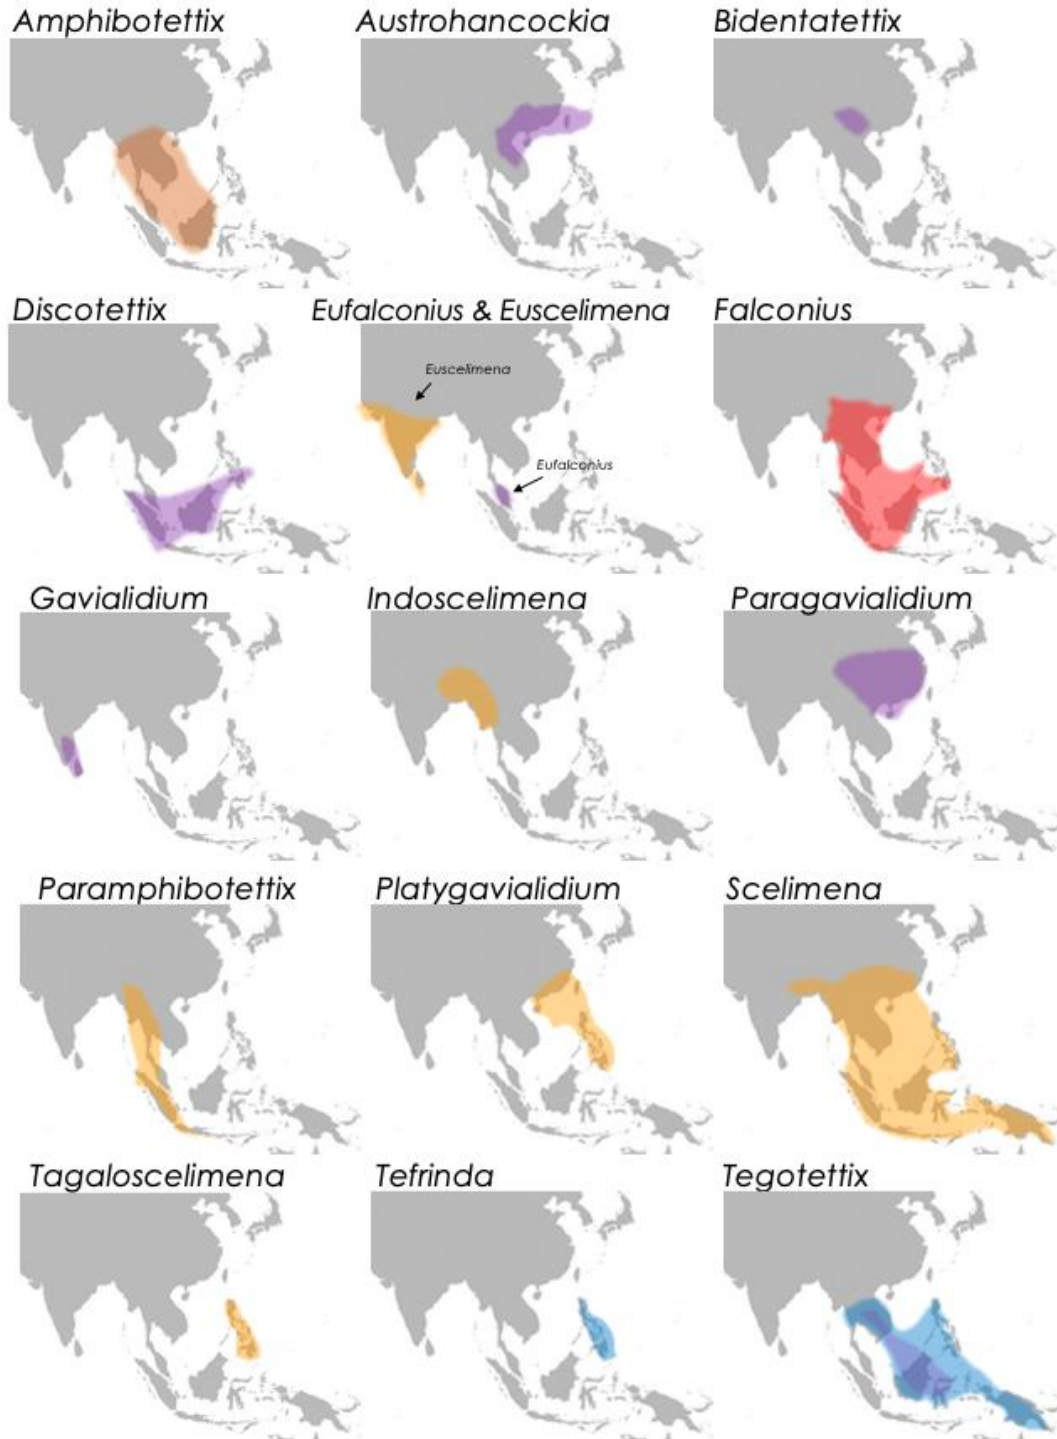 Amphibotettix
Austrohancockia
Bidentatettix
Discotettix
Eufalconius & Euscelimena
Falconius
Euscelimena
Eufalconius
Gavialidium
Indoscelimena
Paragavialidium
Paramphibotettix
Platygavialidium
Scelimena
Tagaloscelimena
Tefrinda
Tegotettix